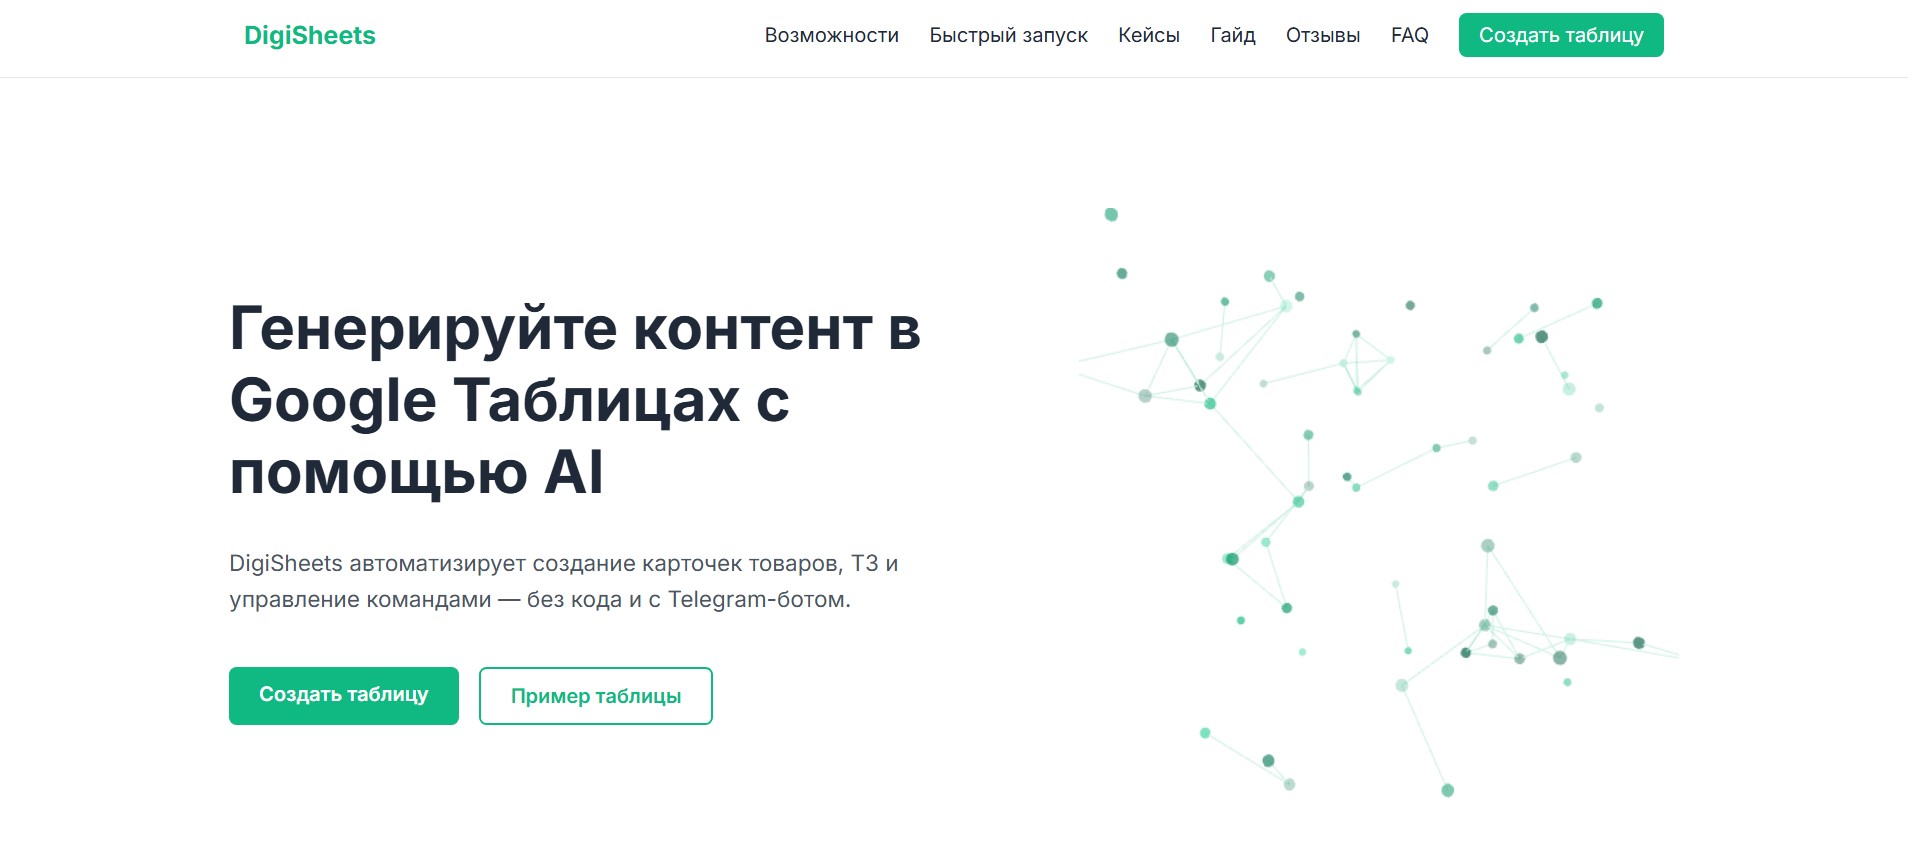 DigiSheets
Возможности
Быстрый запуск
Кейсы
Гайд
Отзывы
FAQ
Создать таблицу
Генерируйте контент в
Google Таблицах с
помощью AI
DigiSheets автоматизирует создание карточек товаров, ТЗ и
управление командами — без кода и с Telegram-ботом.
Создать таблицу
Пример таблицы